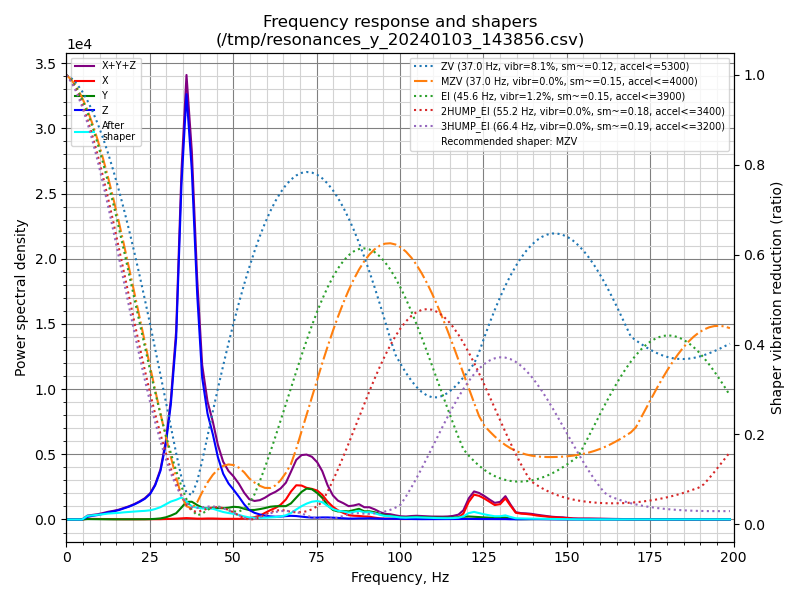 Frequency response and shapers
(/tmp/resonances_y_20240103_143856.csv)
1e4
X+Y+Z
X
Y
Z
After
shaper
ZV (37.0 Hz, vibr=8.1%, sm~=0.12, accel<=5300)
MZV (37.0 Hz, vibr=0.0%, sm~=0.15, accel<=4000)
EI (45.6 Hz, vibr=1.2%, sm~=0.15, accel<=3900)
2HUMP_EI (55.2 Hz, vibr=0.0%, sm~=0.18, accel<=3400)
3HUMP_EI (66.4 Hz, vibr=0.0%, sm~=0.19, accel<=3200)
Recommended shaper: MZV
Power spectral density
3.5
3.0
2.5
2.0
1.5
1.0
0.5
0.0
1.0
0.8
0.6
0.4
0.2
0.0
Shaper vibration reduction (ratio)
0 25 50 75 100 125 150 175 200
Frequency, Hz